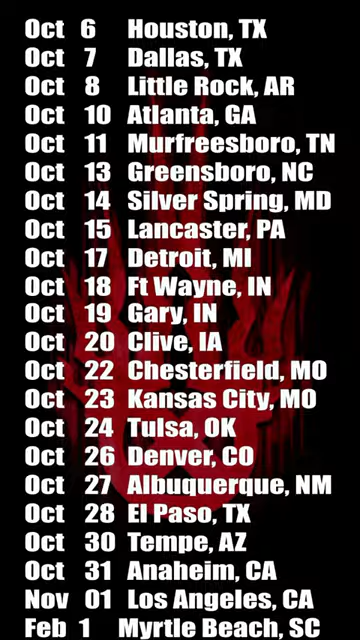 Oct 6 Houston, TX
Oct 7 Dallas, TX
Oct 8 Little Rock, AR
Oct 10 Atlanta, GA
Oct 11 Murfreesboro, TN
Oct 13 Greensboro, NC
Oct 14 Silver Spring, MD
Oct 15 Lancaster, PA
Oct 17 Detroit, MI
Oct 18 Ft Wayne, IN
Oct 19 Gary, IN
Oct 20 Clive, IA
Oct 22 Chesterfield, MO
Oct 23 Kansas City, MO
Oct 24 Tulsa, OK
Oct 26 Denver, CO
Oct 27 Albuquerque, NM
Oct 28 El Paso, TX
Oct 30 Tempe, AZ
Oct 31 Anaheim, CA
Nov 01 Los Angeles, CA
Feb 1 Myrtle Beach, SC